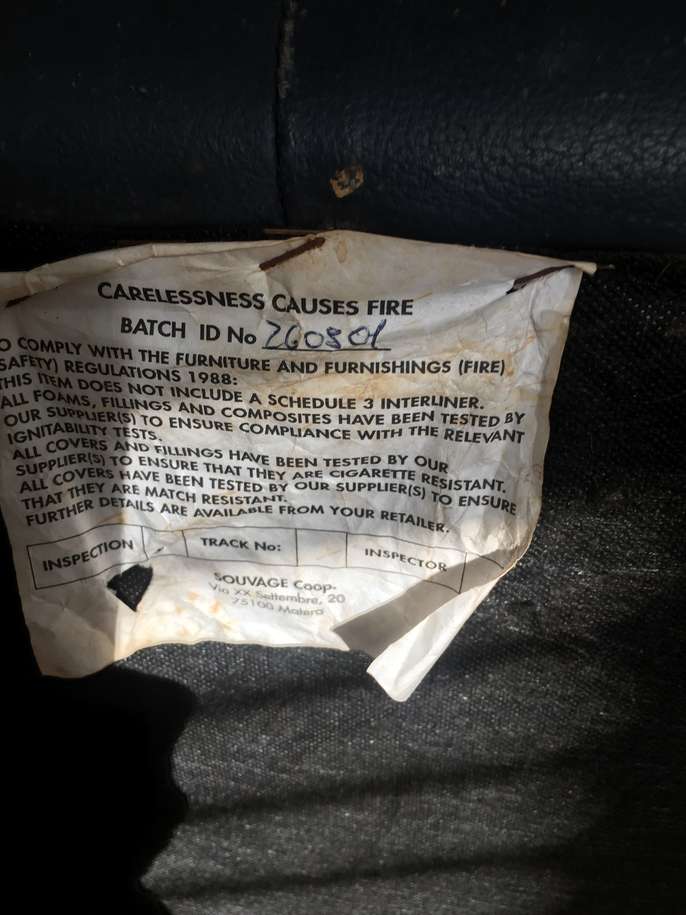 CARELESSNESS CAUSES FIRE
BATCH ID No 260801
O COMPLY WITH THE FURNITURE AND FURNISHINGS (FIRE)
SAFETY) REGULATIONS 1988:
THIS ITEM DOES NOT INCLUDE A SCHEDULE 3 INTERLINER.
ALL FOAMS, FILLINGS AND COMPOSITES HAVE BEEN TESTED BY
OUR SUPPLIER(S) TO ENSURE COMPLIANCE WITH THE RELEVANT
IGNITABILITY TESTS.
ALL COVERS AND FILLINGS HAVE BEEN TESTED BY OUR
SUPPLIER(S) TO ENSURE THAT THEY ARE CIGARETTE RESISTANT.
ALL COVERS HAVE BEEN TESTED BY OUR SUPPLIER(S) TO ENSURE
THAT THEY ARE MATCH RESISTANT.
FURTHER DETAILS ARE AVAILABLE FROM YOUR RETAILER.
INSPECTION TRACK No: INSPECTOR
SOUVAGE Coop.
Via XX Settembre, 20
75100 Matera